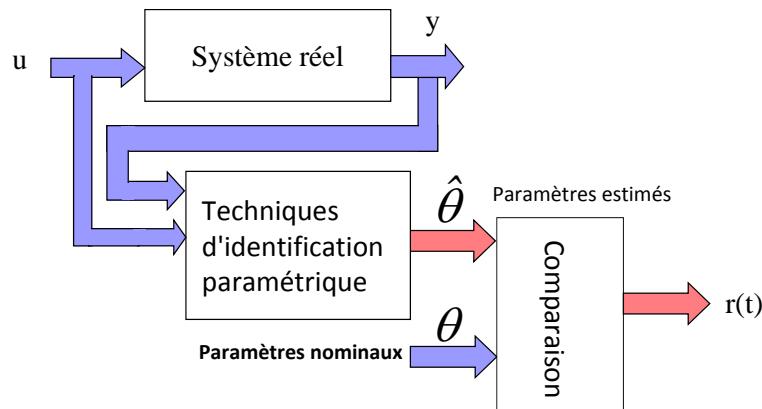 u
Système réel
y
Techniques
d'identification
paramétrique
θ̂
Paramètres estimés
Paramètres nominaux
θ
Comparaison
r(t)